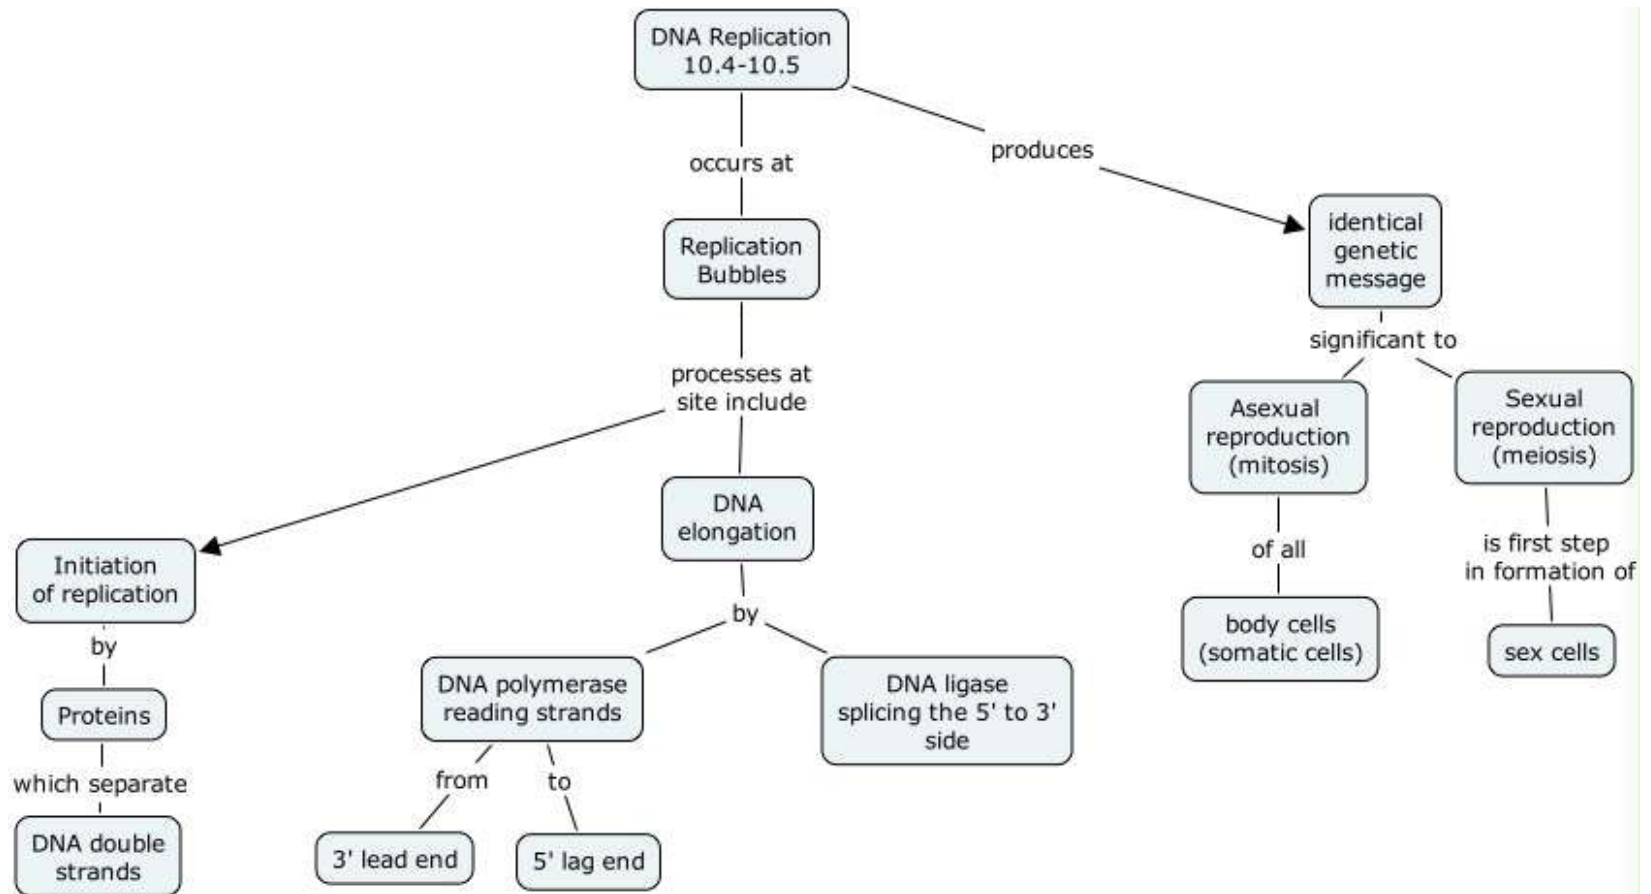 DNA Replication
10.4-10.5
occurs at
produces
Replication
Bubbles
identical
genetic
message
significant to
processes at
site include
Asexual
reproduction
(mitosis)
Sexual
reproduction
(meiosis)
DNA
elongation
Initiation
of replication
of all
is first step
in formation of
by
by
body cells
(somatic cells)
sex cells
Proteins
DNA polymerase
reading strands
DNA ligase
splicing the 5' to 3'
side
which separate
from
to
DNA double
strands
3' lead end
5' lag end